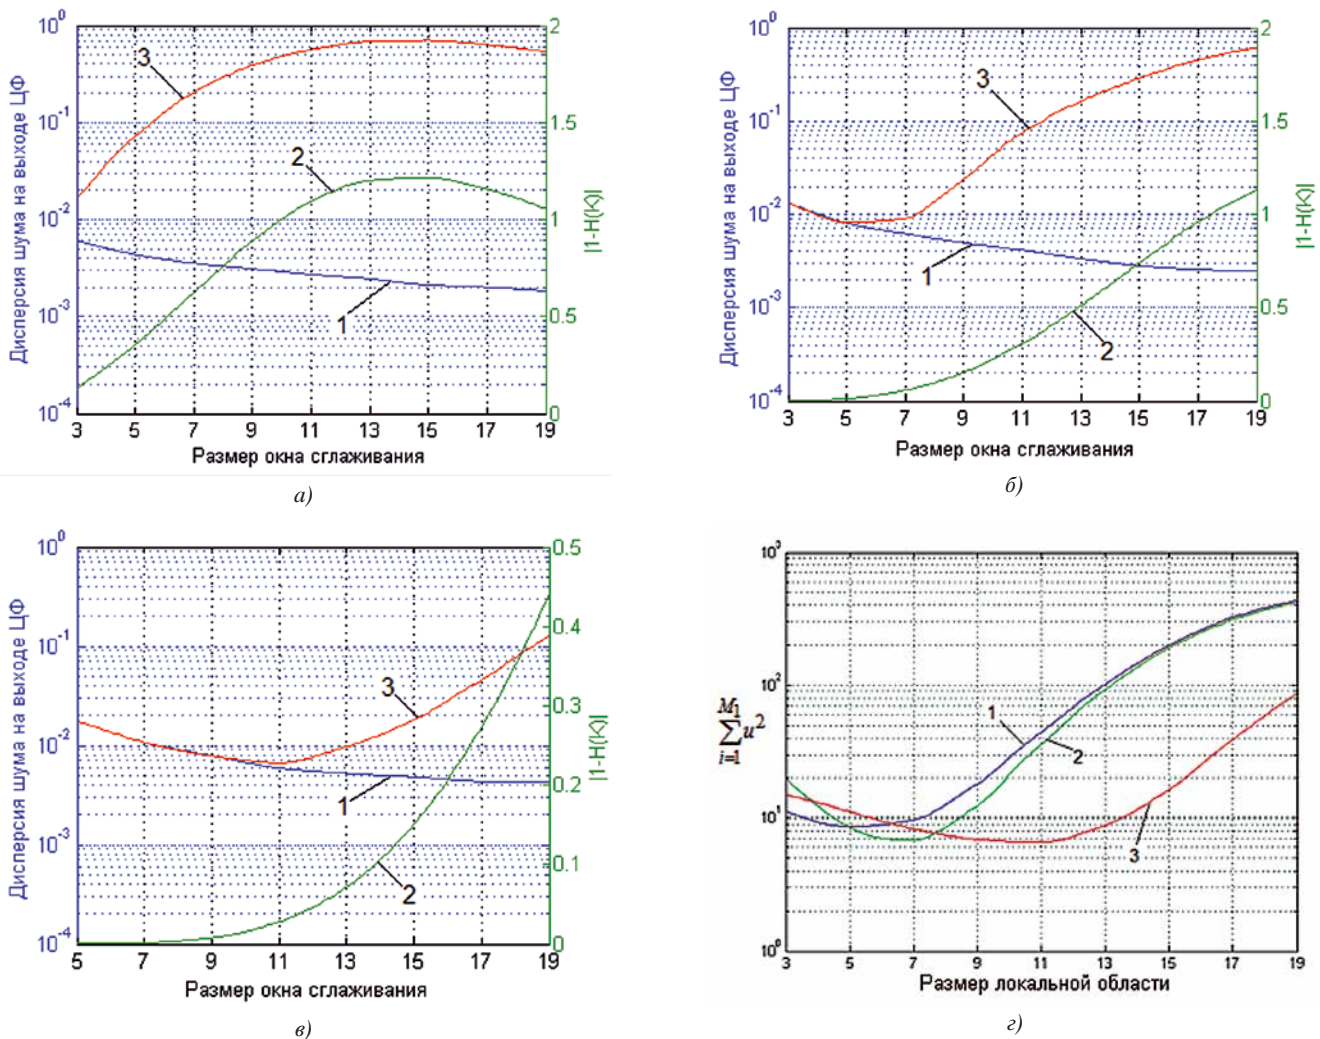 Дисперсия шума на выходе ЦФ
10^0
10^-1
10^-2
10^-3
10^-4
3 5 7 9 11 13 15 17 19
Размер окна сглаживания
2
1.5
1
0.5
0
|1-H(K)|
3
2
1
а)
Дисперсия шума на выходе ЦФ
10^0
10^-1
10^-2
10^-3
10^-4
3 5 7 9 11 13 15 17 19
Размер окна сглаживания
2
1.5
1
0.5
0
|1-H(K)|
3
1
2
б)
Дисперсия шума на выходе ЦФ
10^0
10^-1
10^-2
10^-3
10^-4
5 7 9 11 13 15 17 19
Размер окна сглаживания
0.5
0.4
0.3
0.2
0.1
0
|1-H(K)|
3
1
2
в)
M1
∑u^2
i=1
10^0
10^2
10^1
10^0
3 5 7 9 11 13 15 17 19
Размер локальной области
1
2
3
г)